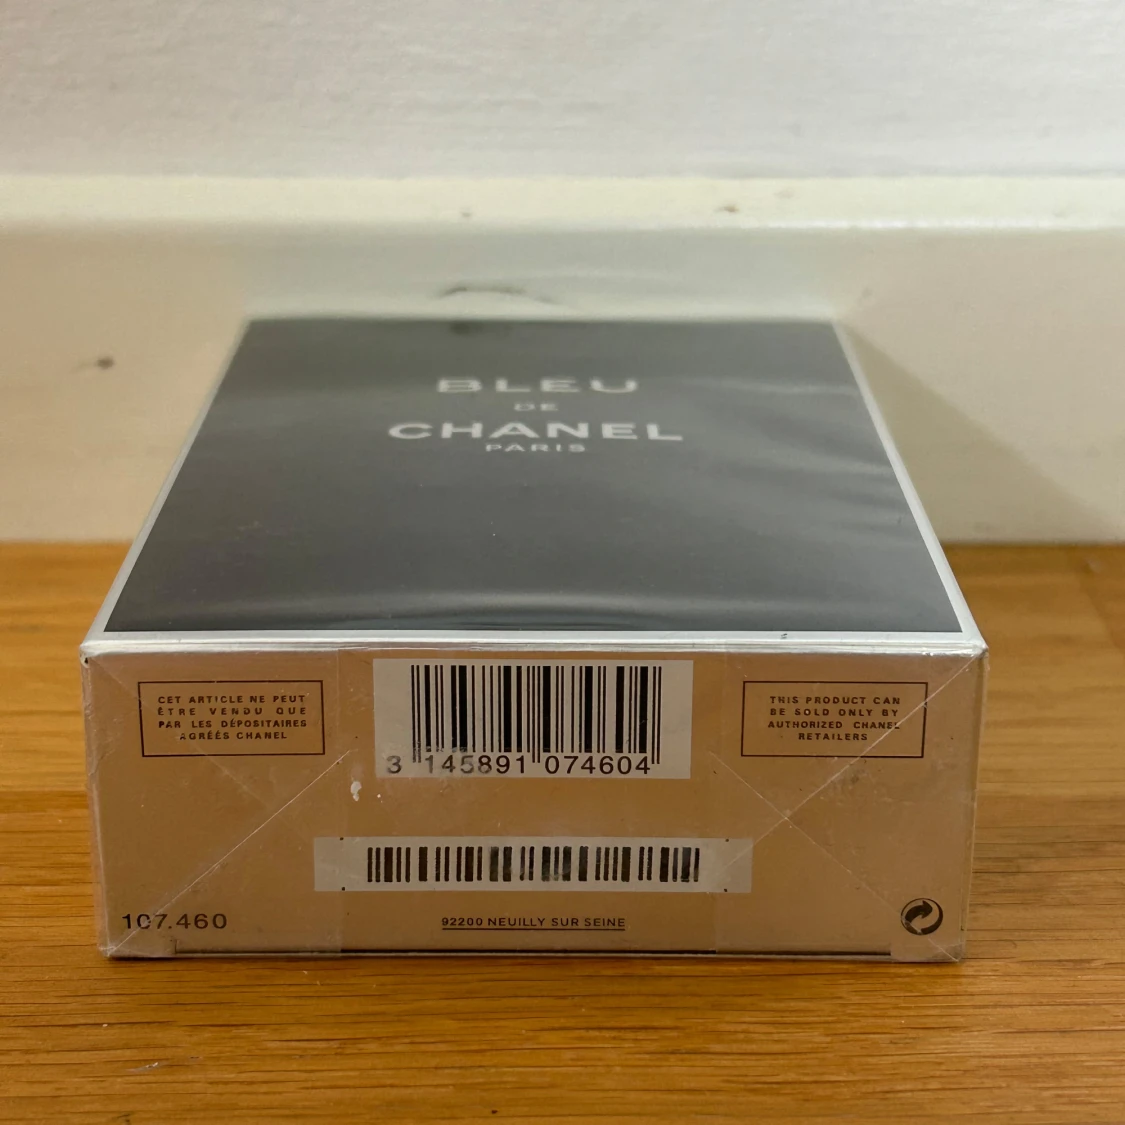 BLEU
DE
CHANEL
PARIS
CET ARTICLE NE PEUT
ÊTRE VENDU QUE
PAR LES DÉPOSITAIRES
AGRÉÉS CHANEL
3 145891 074604
THIS PRODUCT CAN
BE SOLD ONLY BY
AUTHORIZED CHANEL
RETAILERS
107.460
92200 NEUILLY SUR SEINE